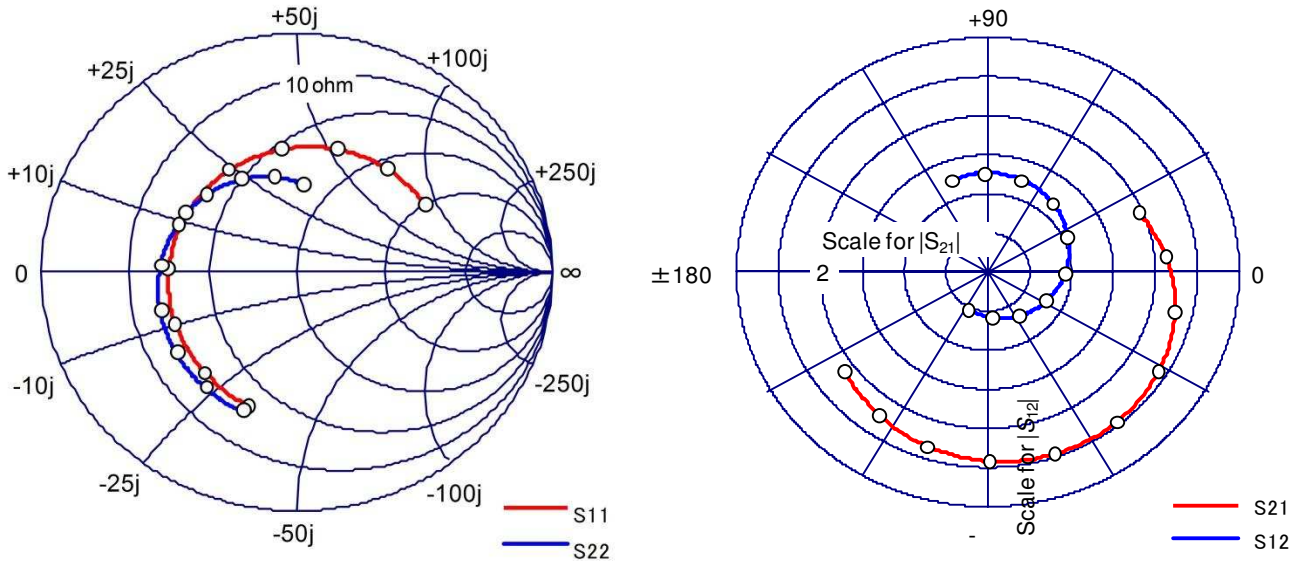 +50j
+100j
+25j
10 ohm
+10j
+250j
0
∞
-10j
-250j
-25j
-100j
-50j
S11
S22
+90
Scale for |S21|
±180
2
0
Scale for |S12|
-
S21
S12